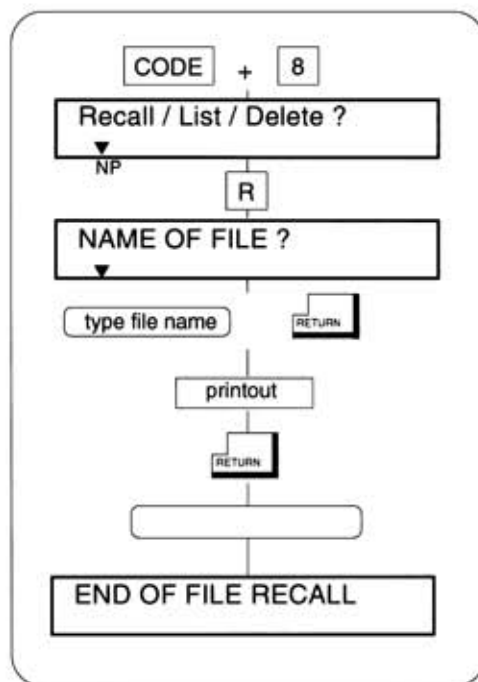 CODE + 8
Recall / List / Delete ?
NP
R
NAME OF FILE ?
type file name RETURN
printout
RETURN
END OF FILE RECALL